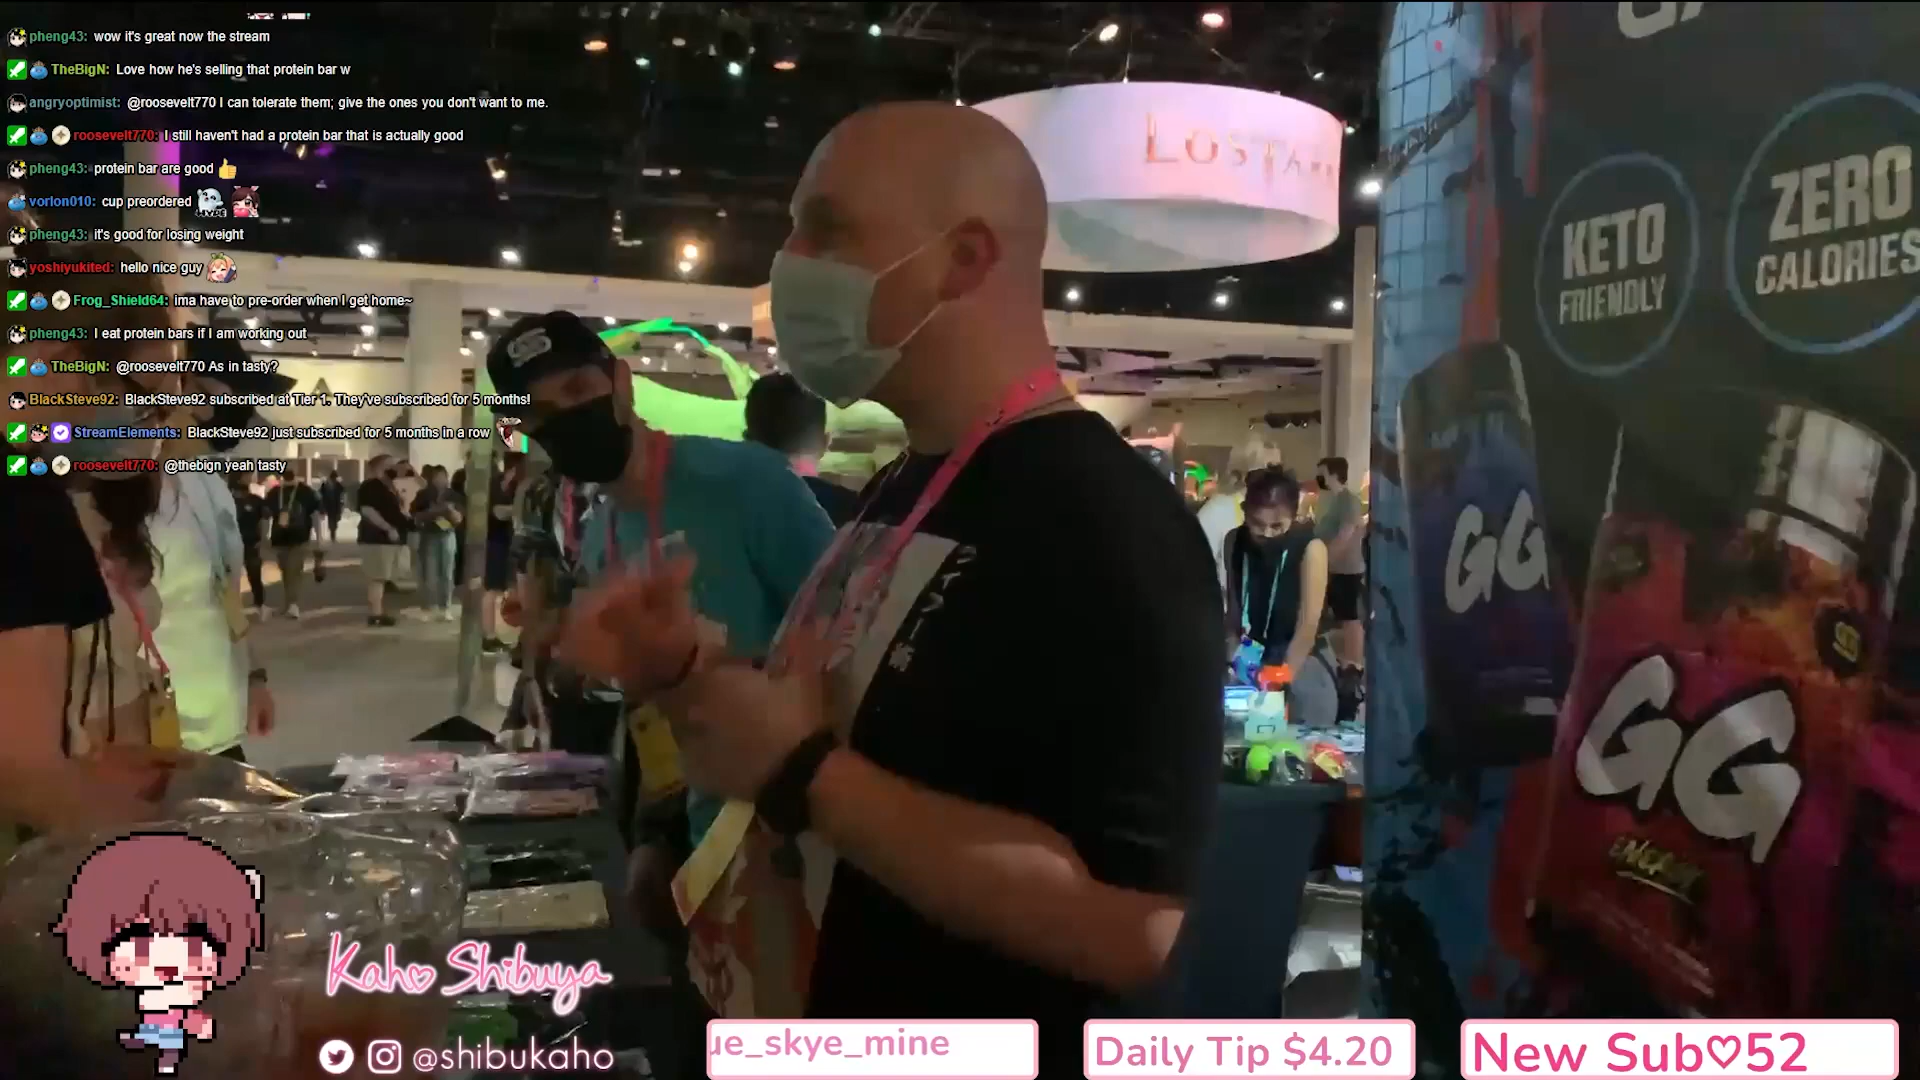 pheng43: wow it's great now the stream
TheBigN: Love how he's selling that protein bar w
angryoptimist: @roosevelt770 I can tolerate them; give the ones you don't want to me.
roosevelt770: I still haven't had a protein bar that is actually good
pheng43: protein bar are good
vorlon010: cup preordered
HYPE
pheng43: it's good for losing weight
yoshiyukited: hello nice guy
Frog_Shield64: ima have to pre-order when I get home~
pheng43: I eat protein bars if I am working out
TheBigN: @roosevelt770 As in tasty?
BlackSteve92: BlackSteve92 subscribed at Tier 1. They've subscribed for 5 months!
StreamElements: BlackSteve92 just subscribed for 5 months in a row
roosevelt770: @thebign yeah tasty
LOST ARK
KETO
FRIENDLY
ZERO
CALORIES
GG
GG
ENERGY
Kaho Shibuya
@shibukaho
ue_skye_mine
Daily Tip $4.20
New Sub♡52